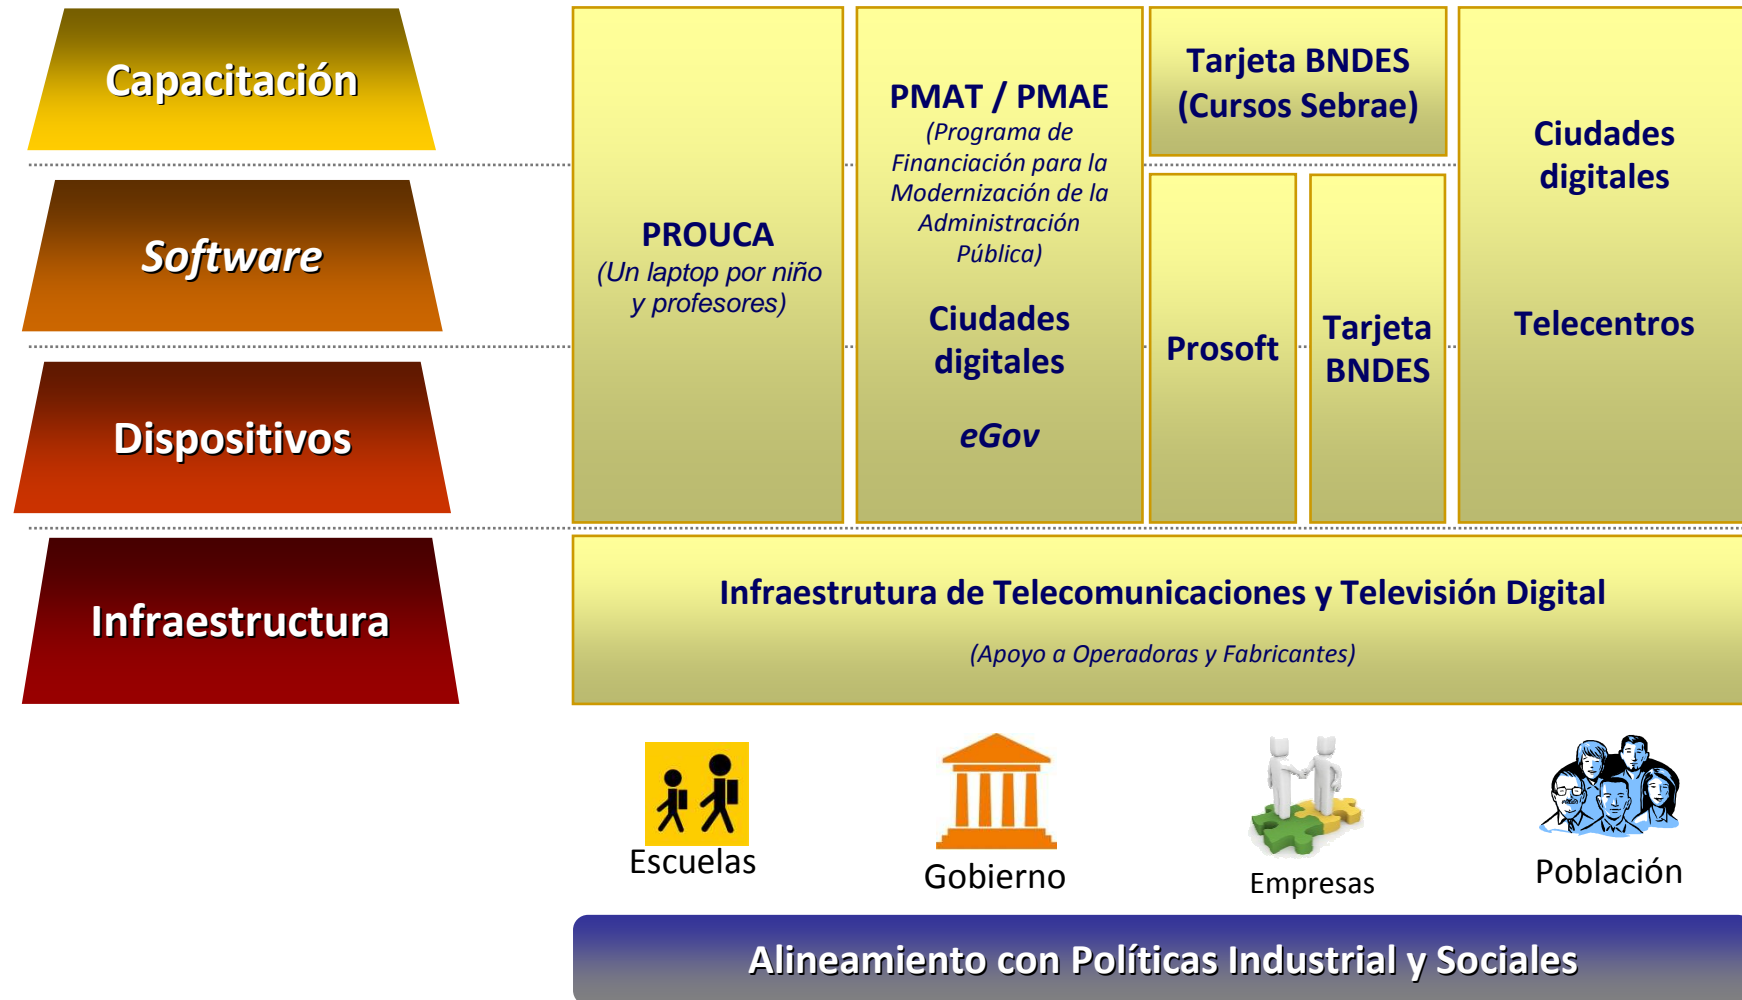 Capacitación
Software
Dispositivos
Infraestructura
PROUCA
(Un laptop por niño
y profesores)
PMAT / PMAE
(Programa de
Financiación para la
Modernización de la
Administración
Pública)
Ciudades
digitales
eGov
Tarjeta BNDES
(Cursos Sebrae)
Prosoft
Tarjeta
BNDES
Ciudades
digitales
Telecentros
Infraestrutura de Telecomunicaciones y Televisión Digital
(Apoyo a Operadoras y Fabricantes)
Escuelas
Gobierno
Empresas
Población
Alineamiento con Políticas Industrial y Sociales